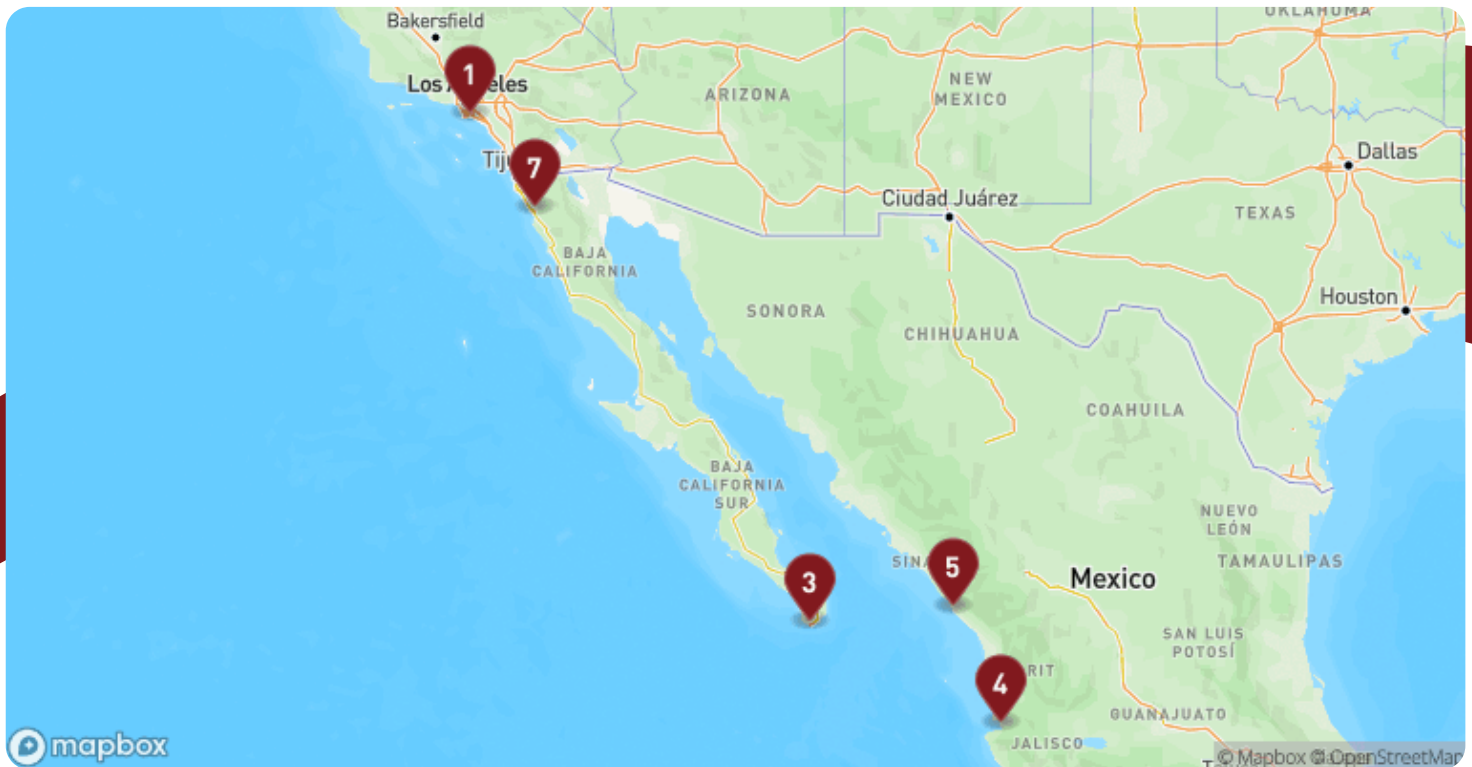 OKLAHOMA
Bakersfield
1
Los A
eles
ARIZONA
NEW
MEXICO
Dallas
Tij
7
Ciudad Juárez
TEXAS
BAJA
CALIFORNIA
SONORA
Houston
CHIHUAHUA
COAHUILA
BAJA
CALIFORNIA
SUR
NUEVO
LEÓN
SINA
5
TAMAULIPAS
3
Mexico
SAN LUIS
POTOSÍ
4
RIT
GUANAJUATO
JALISCO
mapbox
© Mapbox © OpenStreetMap